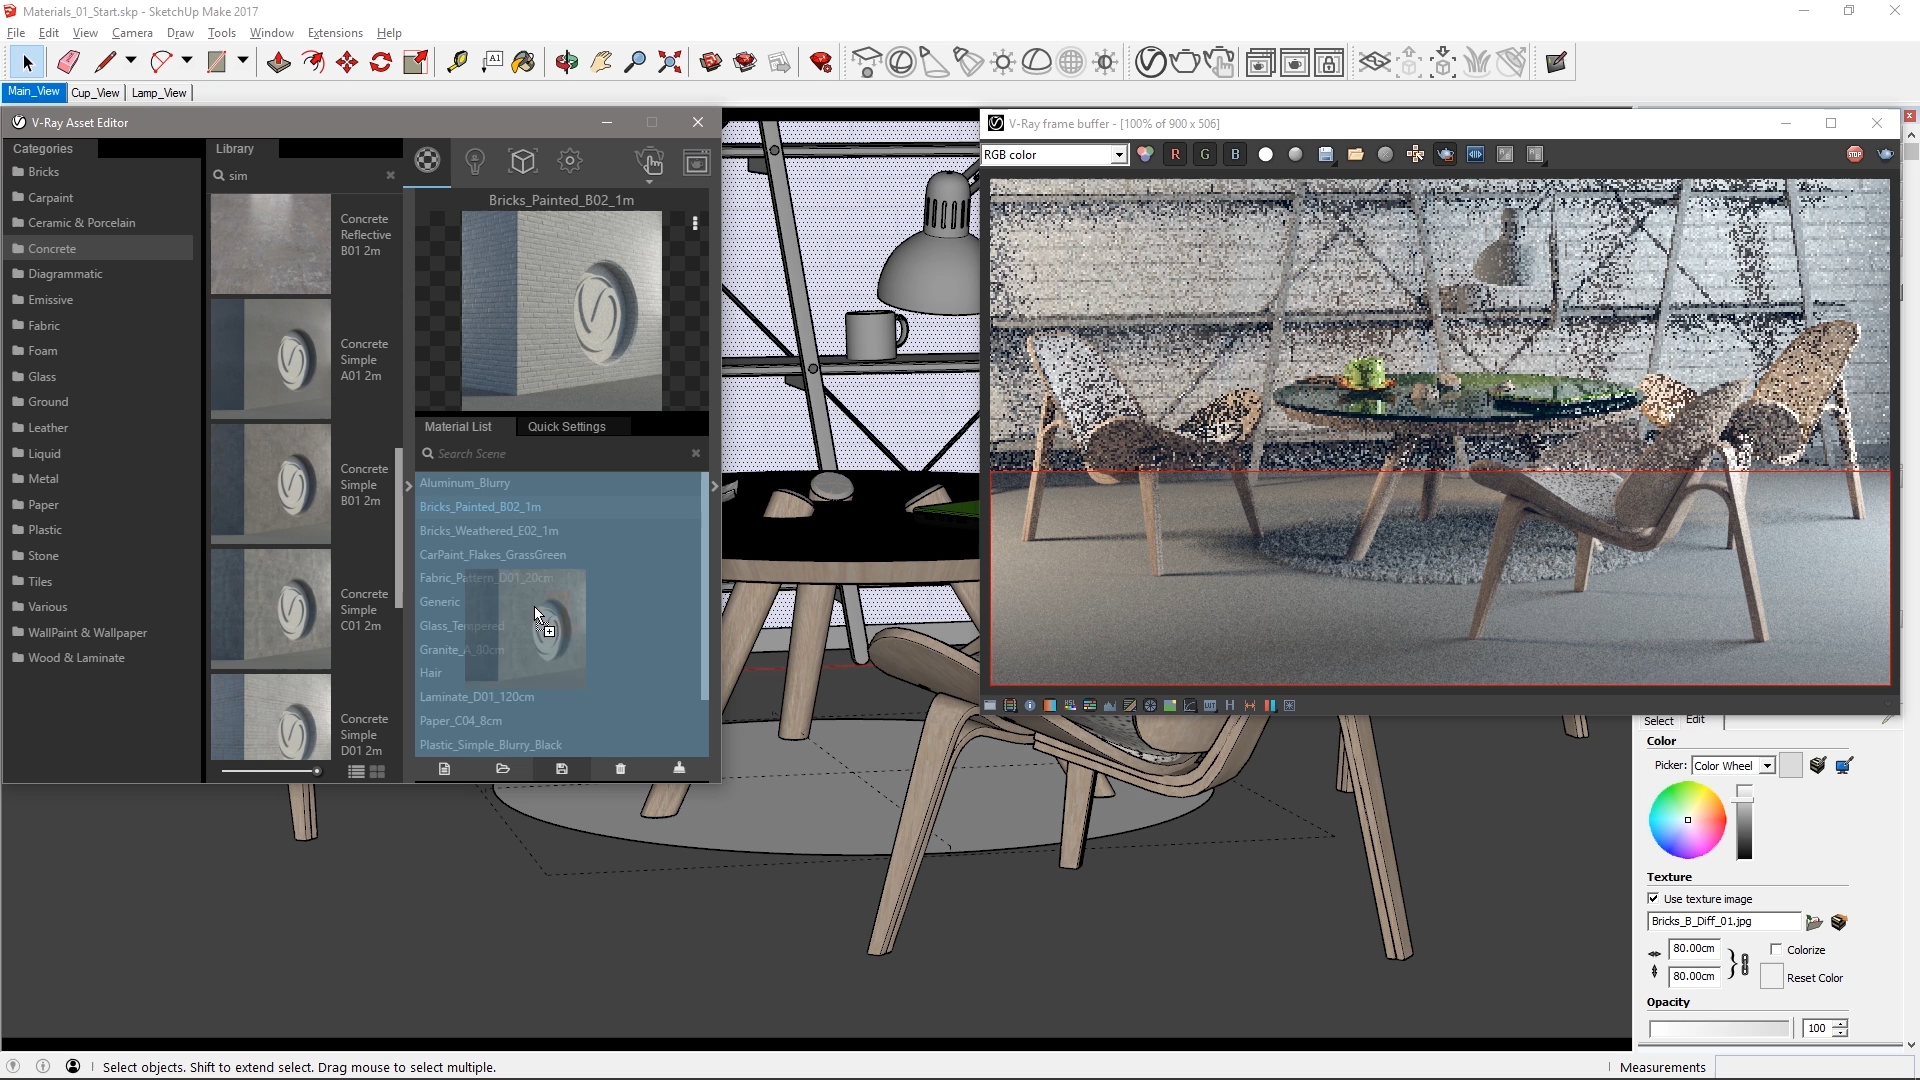 Materials_01_Start.skp - SketchUp Make 2017
File Edit View Camera Draw Tools Window Extensions Help
A1
Main_View Cup_View Lamp_View
V-Ray Asset Editor
Categories
Bricks
Carpaint
Ceramic & Porcelain
Concrete
Diagrammatic
Emissive
Fabric
Foam
Glass
Ground
Leather
Liquid
Metal
Paper
Plastic
Stone
Tiles
Various
WallPaint & Wallpaper
Wood & Laminate
Library
sim
Concrete
Reflective
B01 2m
Concrete
Simple
A01 2m
Concrete
Simple
B01 2m
Concrete
Simple
C01 2m
Concrete
Simple
D01 2m
Bricks_Painted_B02_1m
Material List Quick Settings
Search Scene
Aluminum_Blurry
Bricks_Painted_B02_1m
Bricks_Weathered_E02_1m
CarPaint_Flakes_GrassGreen
Fabric_Pattern_D01_20cm
Generic
Glass_Tempered
Granite_A_80cm
Hair
Laminate_D01_120cm
Paper_C04_8cm
Plastic_Simple_Blurry_Black
V-Ray frame buffer - [100% of 900 x 506]
RGB color R G B
STOP
Select Edit
Color
Picker: Color Wheel
Texture
Use texture image
Bricks_B_Diff_01.jpg
80.00cm Colorize
80.00cm Reset Color
Opacity
100
Select objects. Shift to extend select. Drag mouse to select multiple.
Measurements